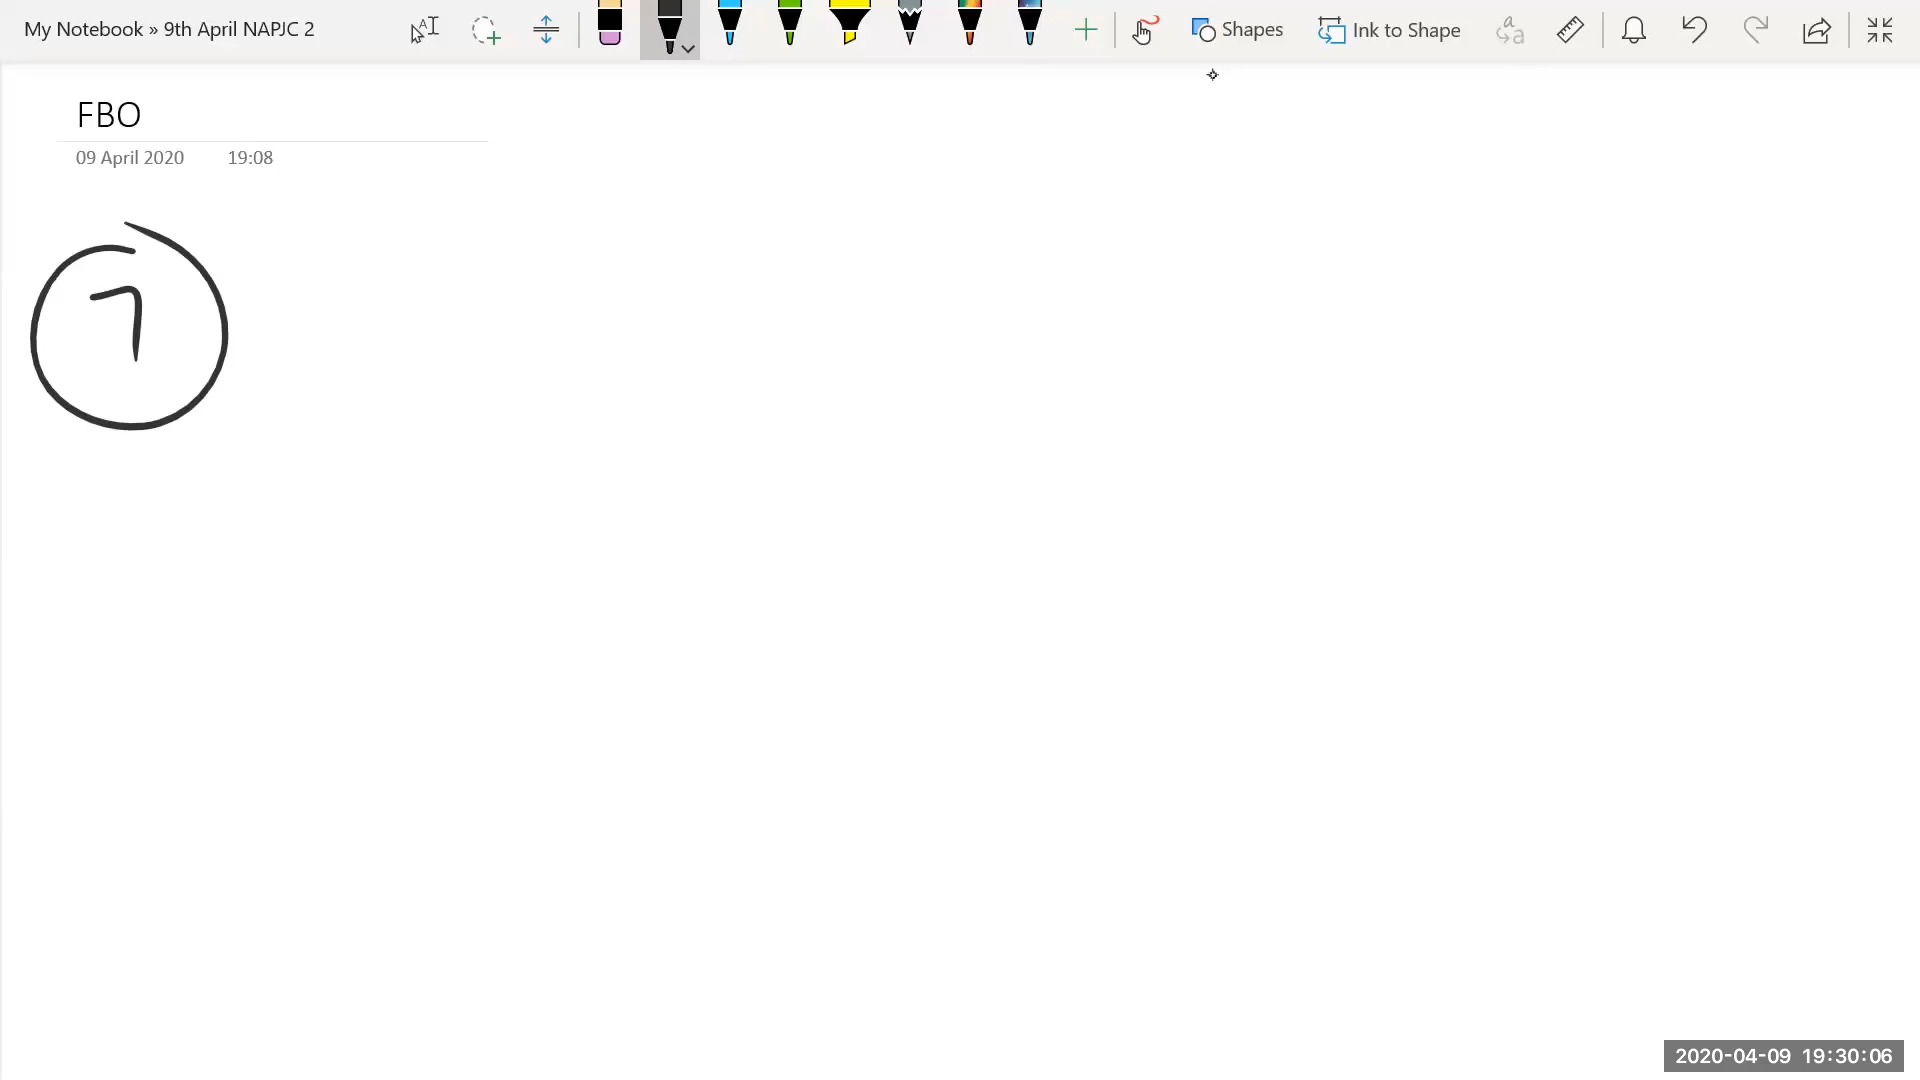 My Notebook » 9th April NAPJC 2
Shapes
Ink to Shape
FBO
09 April 2020 19:08
7
2020-04-09 19:30:06